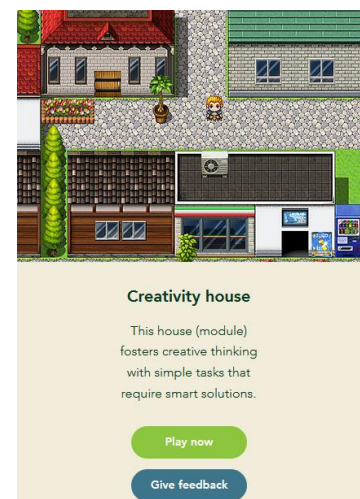 Creativity house
This house (module)
fosters creative thinking
with simple tasks that
require smart solutions.
Play now
Give feedback